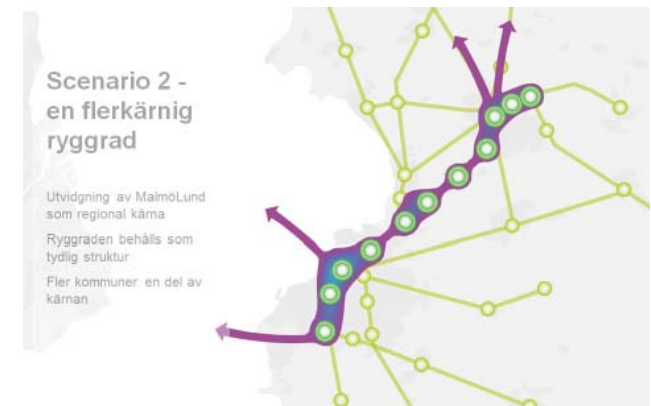 Scenario 2 -
en flerkärnig
ryggrad
Utvidgning av MalmöLund
som regional kärna
Ryggraden behålls som
tydlig struktur
Fler kommuner en del av
kärnan